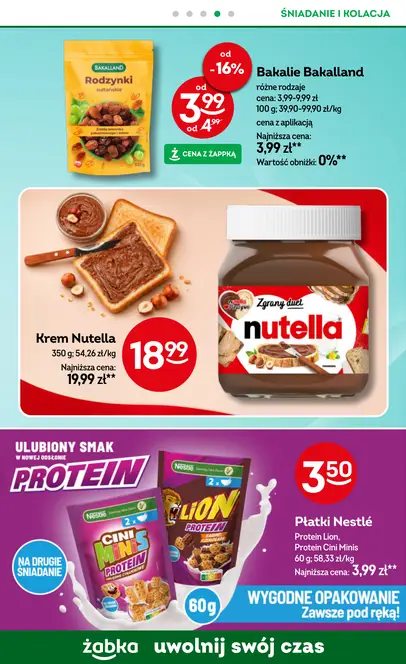 ŚNIADANIE I KOLACJA
BAKALLAND
Rodzynki
sułtańskie
od
-16%
od
3,99
od 4,99
CENA Z ŻAPPKĄ
Bakalie Bakalland
różne rodzaje
cena: 3,99-9,99 zł
100 g; 39,90-99,90 zł/kg
cena z aplikacją
Najniższa cena:
3,99 zł**
Wartość obniżki: 0%**
Krem Nutella
350 g; 54,26 zł/kg
Najniższa cena:
19,99 zł**
18,99
Zgrany duet
nutella
ULUBIONY SMAK
W NOWEJ ODSŁONIE
PROTEIN
NA DRUGIE
ŚNIADANIE
Nestlé
2x
CINI
MINIS
PROTEIN
Nestlé
2x
LION
PROTEIN
60g
3,50
Płatki Nestlé
Protein Lion,
Protein Cini Minis
60 g; 58,33 zł/kg
Najniższa cena: 3,99 zł**
WYGODNE OPAKOWANIE
Zawsze pod ręką!
żabka uwolnij swój czas